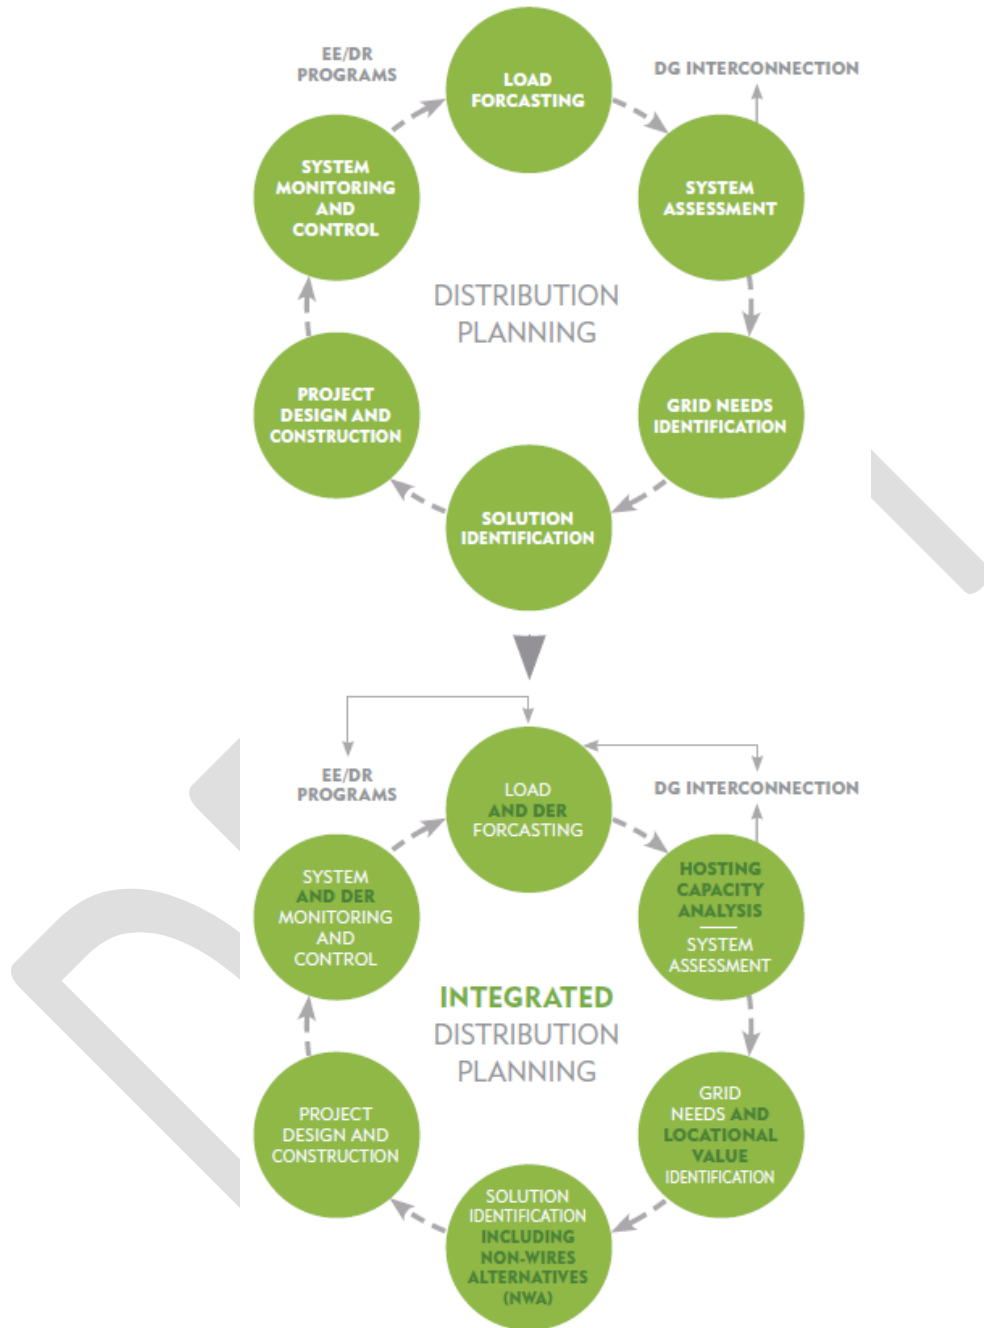 EE/DR
PROGRAMS
LOAD
FORCASTING
DG INTERCONNECTION
SYSTEM
MONITORING
AND
CONTROL
SYSTEM
ASSESSMENT
DISTRIBUTION
PLANNING
PROJECT
DESIGN AND
CONSTRUCTION
GRID NEEDS
IDENTIFICATION
SOLUTION
IDENTIFICATION
EE/DR
PROGRAMS
LOAD
AND DER
FORCASTING
DG INTERCONNECTION
SYSTEM
AND DER
MONITORING
AND
CONTROL
HOSTING
CAPACITY
ANALYSIS
SYSTEM
ASSESSMENT
INTEGRATED
DISTRIBUTION
PLANNING
PROJECT
DESIGN AND
CONSTRUCTION
GRID
NEEDS AND
LOCATIONAL
VALUE
IDENTIFICATION
SOLUTION
IDENTIFICATION
INCLUDING
NON-WIRES
ALTERNATIVES
(NWA)